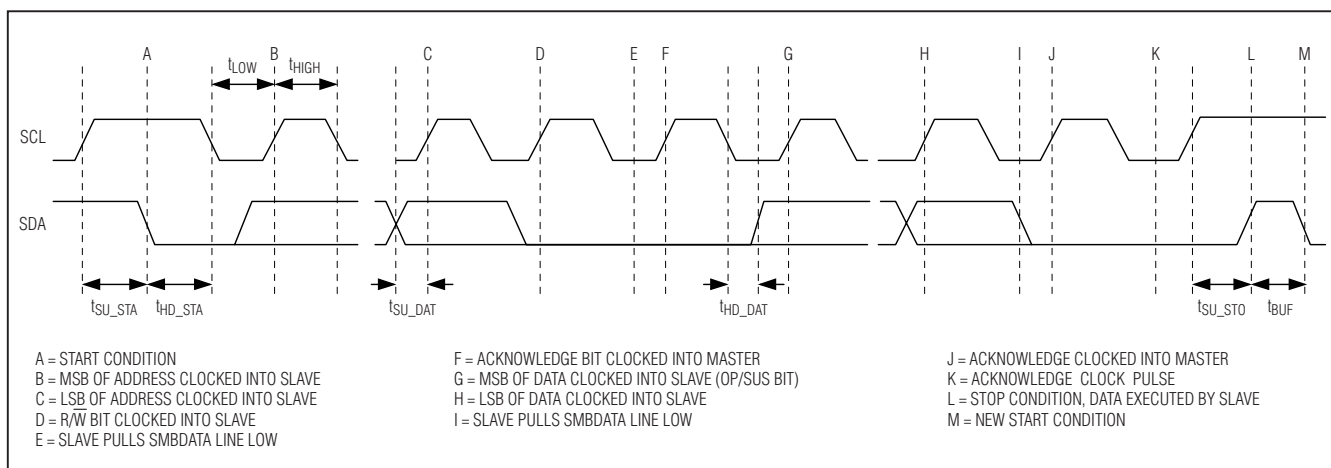 A B C D E F G H I J K L M
tLOW tHIGH
SCL
SDA
tSU_STA tHD_STA tSU_DAT tHD_DAT tSU_STO tBUF
A = START CONDITION
B = MSB OF ADDRESS CLOCKED INTO SLAVE
C = LSB OF ADDRESS CLOCKED INTO SLAVE
D = R/W̅ BIT CLOCKED INTO SLAVE
E = SLAVE PULLS SMBDATA LINE LOW
F = ACKNOWLEDGE BIT CLOCKED INTO MASTER
G = MSB OF DATA CLOCKED INTO SLAVE (OP/SUS BIT)
H = LSB OF DATA CLOCKED INTO SLAVE
I = SLAVE PULLS SMBDATA LINE LOW
J = ACKNOWLEDGE CLOCKED INTO MASTER
K = ACKNOWLEDGE CLOCK PULSE
L = STOP CONDITION, DATA EXECUTED BY SLAVE
M = NEW START CONDITION